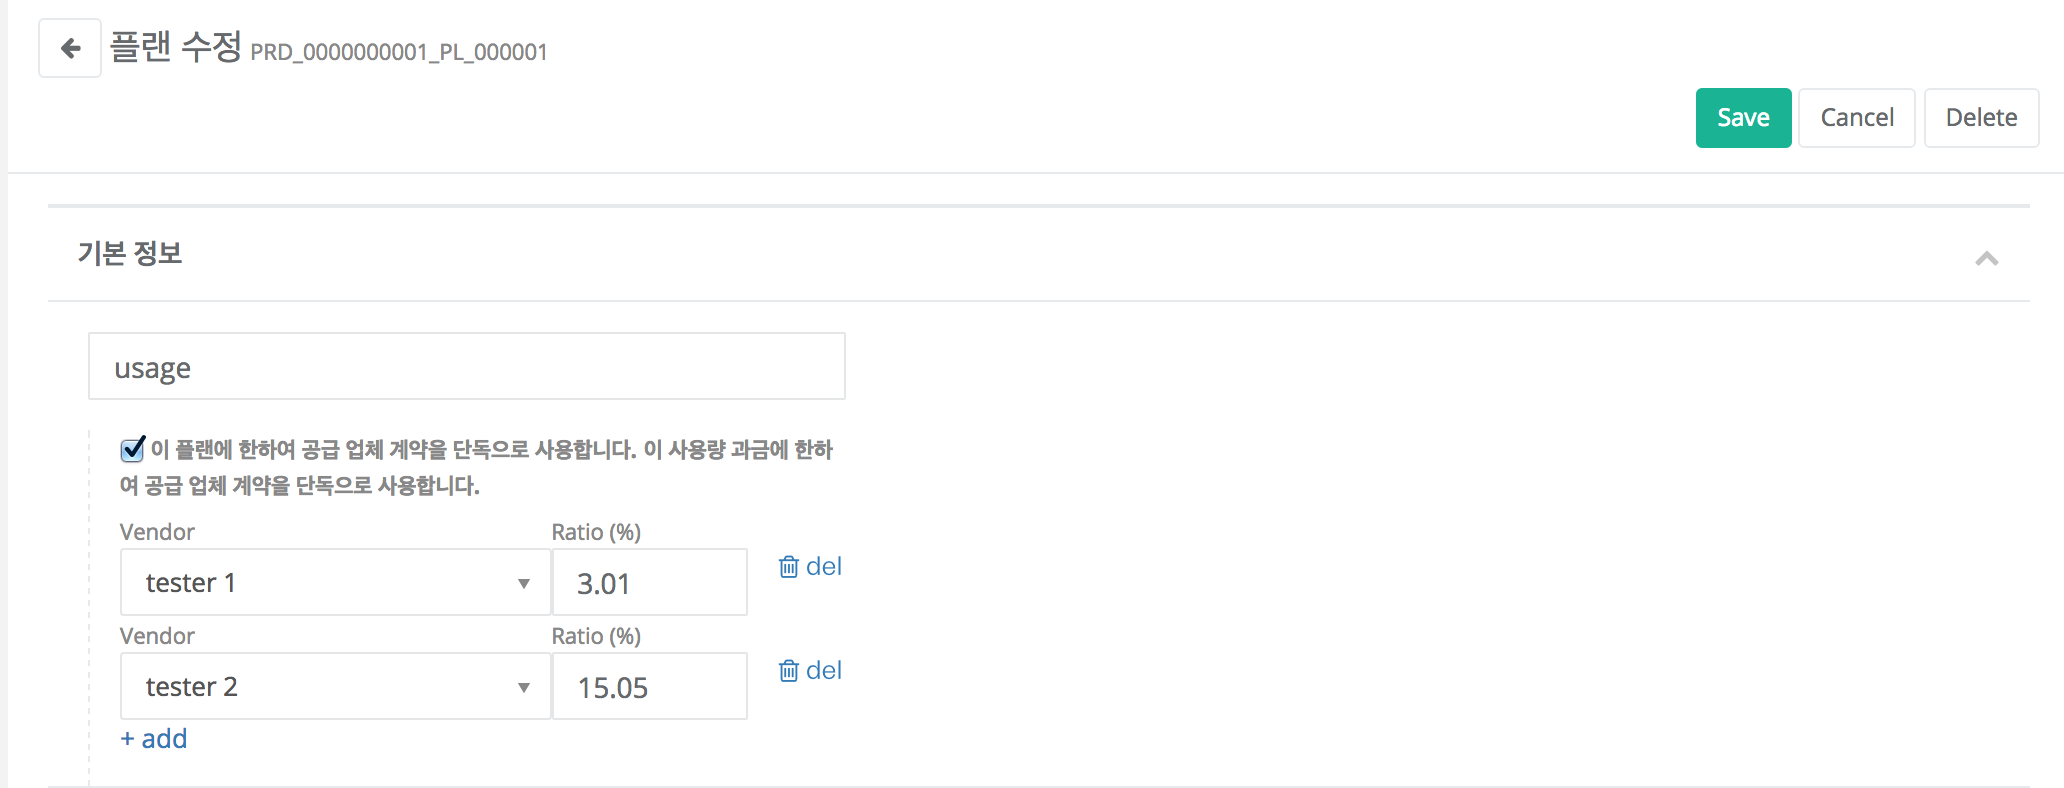 플랜 수정 PRD_0000000001_PL_000001
Save Cancel Delete
기본 정보
usage
이 플랜에 한하여 공급 업체 계약을 단독으로 사용합니다. 이 사용량 과금에 한하
여 공급 업체 계약을 단독으로 사용합니다.
Vendor Ratio (%)
tester 1 3.01 del
Vendor Ratio (%)
tester 2 15.05 del
+ add